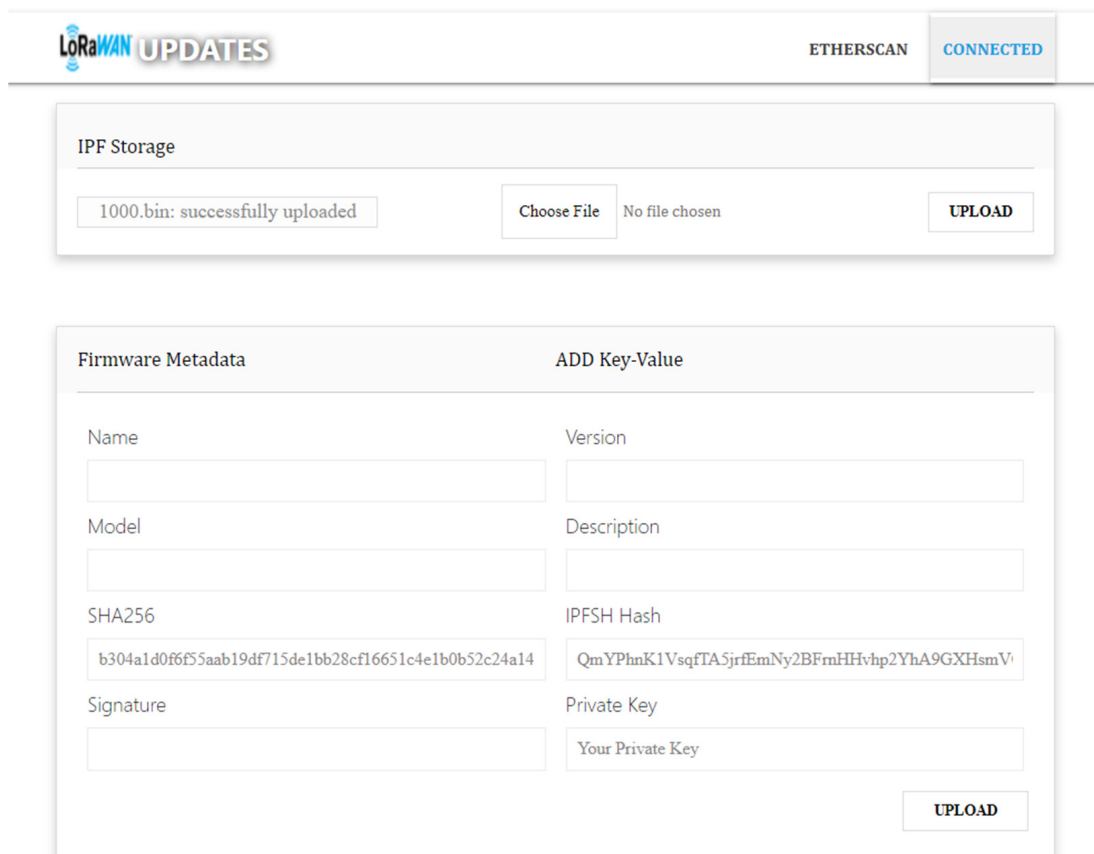 LoRaWAN UPDATES
ETHERSCAN CONNECTED
IPF Storage
1000.bin: successfully uploaded Choose File No file chosen UPLOAD
Firmware Metadata ADD Key-Value
Name Version
Model Description
SHA256 IPFSH Hash
b304a1d0f6f55aab19df715de1bb28cf16651c4e1b0b52c24a14 QmYPhnK1VsqfTA5jrfEmNy2BFrnHHvhp2YhA9GXHsmV
Signature Private Key
Your Private Key
UPLOAD